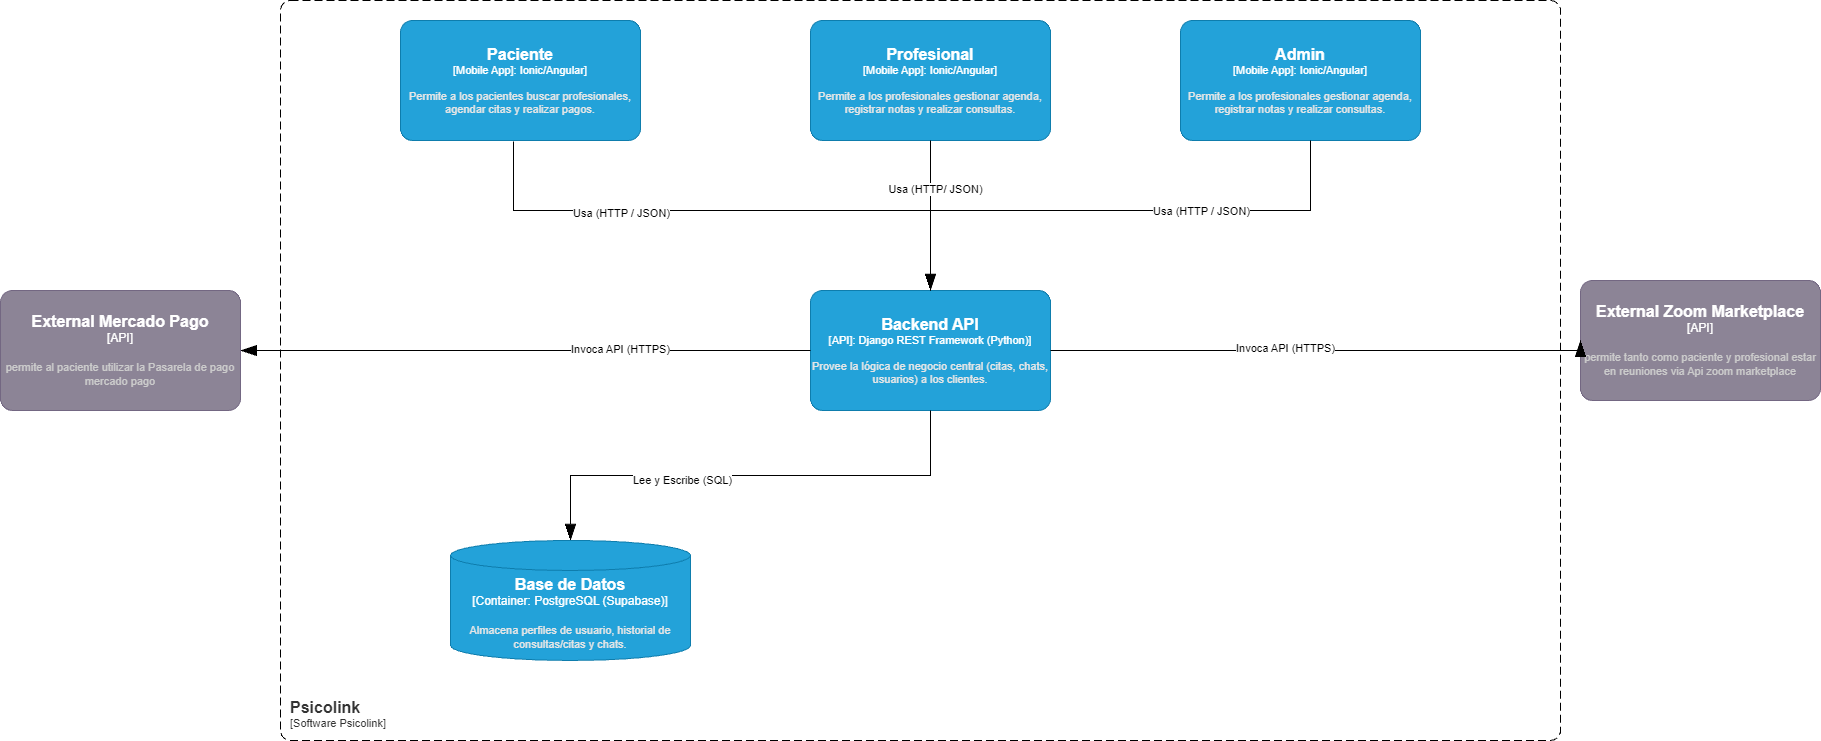 Paciente
[Mobile App]: Ionic/Angular]
Permite a los pacientes buscar profesionales,
agendar citas y realizar pagos.
Profesional
[Mobile App]: Ionic/Angular]
Permite a los profesionales gestionar agenda,
registrar notas y realizar consultas.
Admin
[Mobile App]: Ionic/Angular]
Permite a los profesionales gestionar agenda,
registrar notas y realizar consultas.
Usa (HTTP/ JSON)
Usa (HTTP / JSON)
Usa (HTTP / JSON)
External Mercado Pago
[API]
permite al paciente utilizar la Pasarela de pago
mercado pago
Invoca API (HTTPS)
Backend API
[API]: Django REST Framework (Python)]
Provee la lógica de negocio central (citas, chats,
usuarios) a los clientes.
Invoca API (HTTPS)
External Zoom Marketplace
[API]
permite tanto como paciente y profesional estar
en reuniones via Api zoom marketplace
Lee y Escribe (SQL)
Base de Datos
[Container: PostgreSQL (Supabase)]
Almacena perfiles de usuario, historial de
consultas/citas y chats.
Psicolink
[Software Psicolink]